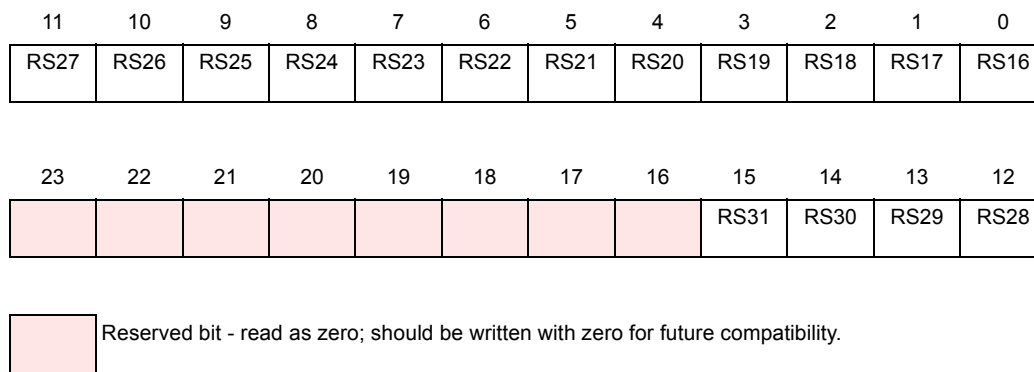 11 10 9 8 7 6 5 4 3 2 1 0
RS27 RS26 RS25 RS24 RS23 RS22 RS21 RS20 RS19 RS18 RS17 RS16
23 22 21 20 19 18 17 16 15 14 13 12
RS31 RS30 RS29 RS28
Reserved bit - read as zero; should be written with zero for future compatibility.